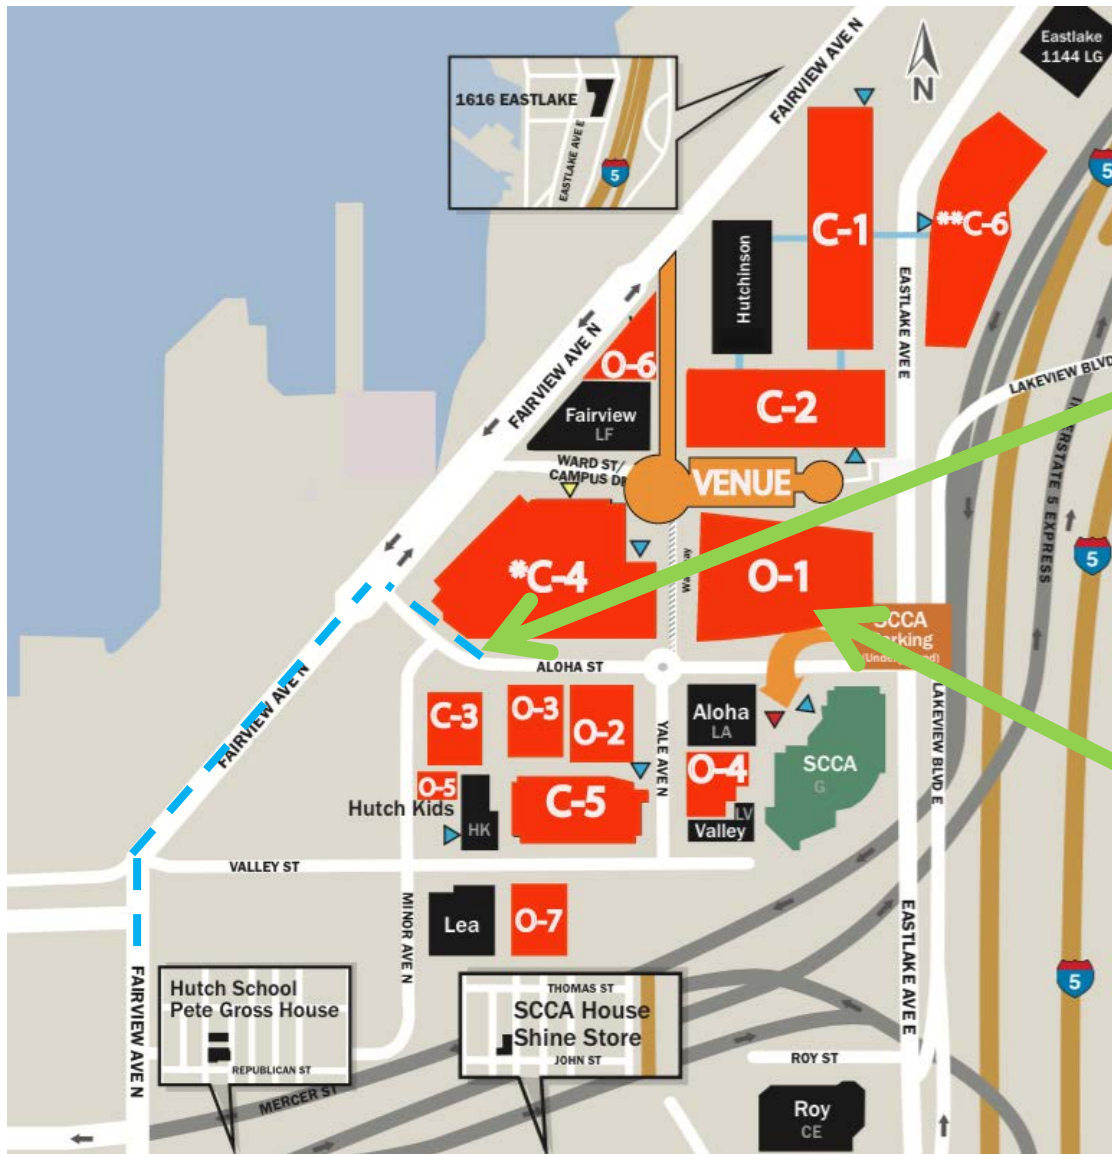 Eastlake
1144 LG
FAIRVIEW AVE N
N
1616 EASTLAKE
EASTLAKE AVE E
5
5
C-1
**C-6
Hutchinson
EASTLAKE AVE E
O-6
FAIRVIEW AVE N
LAKEVIEW BLVD
C-2
Fairview
LF
INTERSTATE 5 EXPRESS
WARD ST/
CAMPUS DR
VENUE
*C-4
O-1
5
SCCA
Parking
(Underground)
ALOHA ST
FAIRVIEW AVE N
C-3
O-3
O-2
YALE AVE N
Aloha
LA
LAKEVIEW BLVD E
O-5
Hutch Kids
HK
C-5
O-4
LV
Valley
SCCA
G
VALLEY ST
MINOR AVE N
Lea
O-7
EASTLAKE AVE E
FAIRVIEW AVE N
5
Hutch School
Pete Gross House
REPUBLICAN ST
THOMAS ST
SCCA House
Shine Store
JOHN ST
MERCER ST
ROY ST
Roy
CE